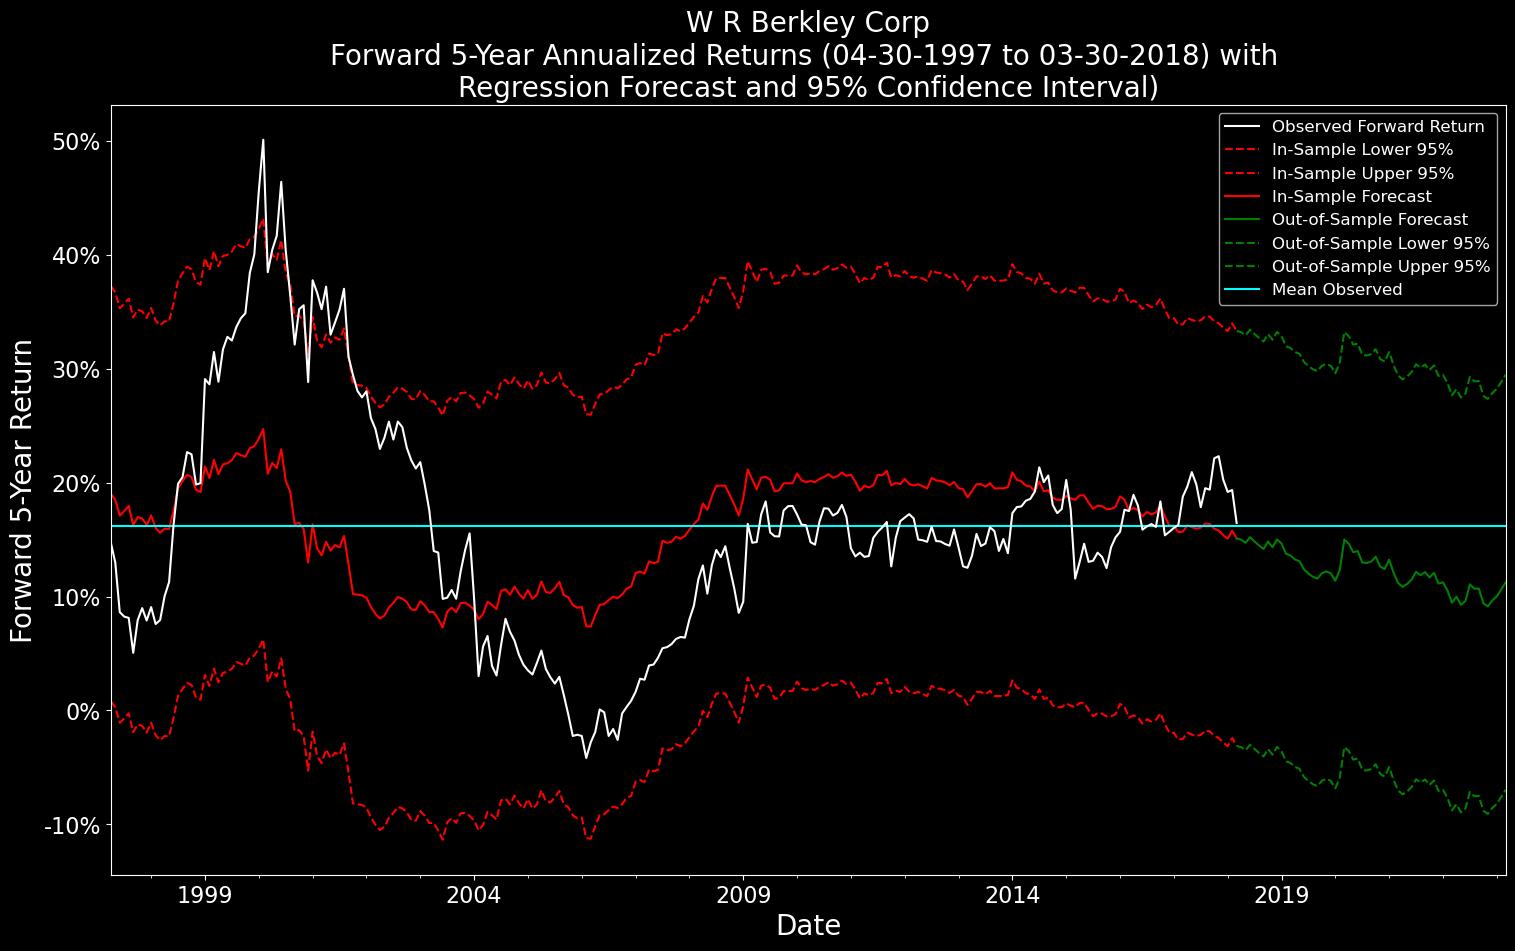 W R Berkley Corp
Forward 5-Year Annualized Returns (04-30-1997 to 03-30-2018) with
Regression Forecast and 95% Confidence Interval)
Forward 5-Year Return
50%
40%
30%
20%
10%
0%
-10%
Observed Forward Return
In-Sample Lower 95%
In-Sample Upper 95%
In-Sample Forecast
Out-of-Sample Forecast
Out-of-Sample Lower 95%
Out-of-Sample Upper 95%
Mean Observed
1999
2004
2009
2014
2019
Date